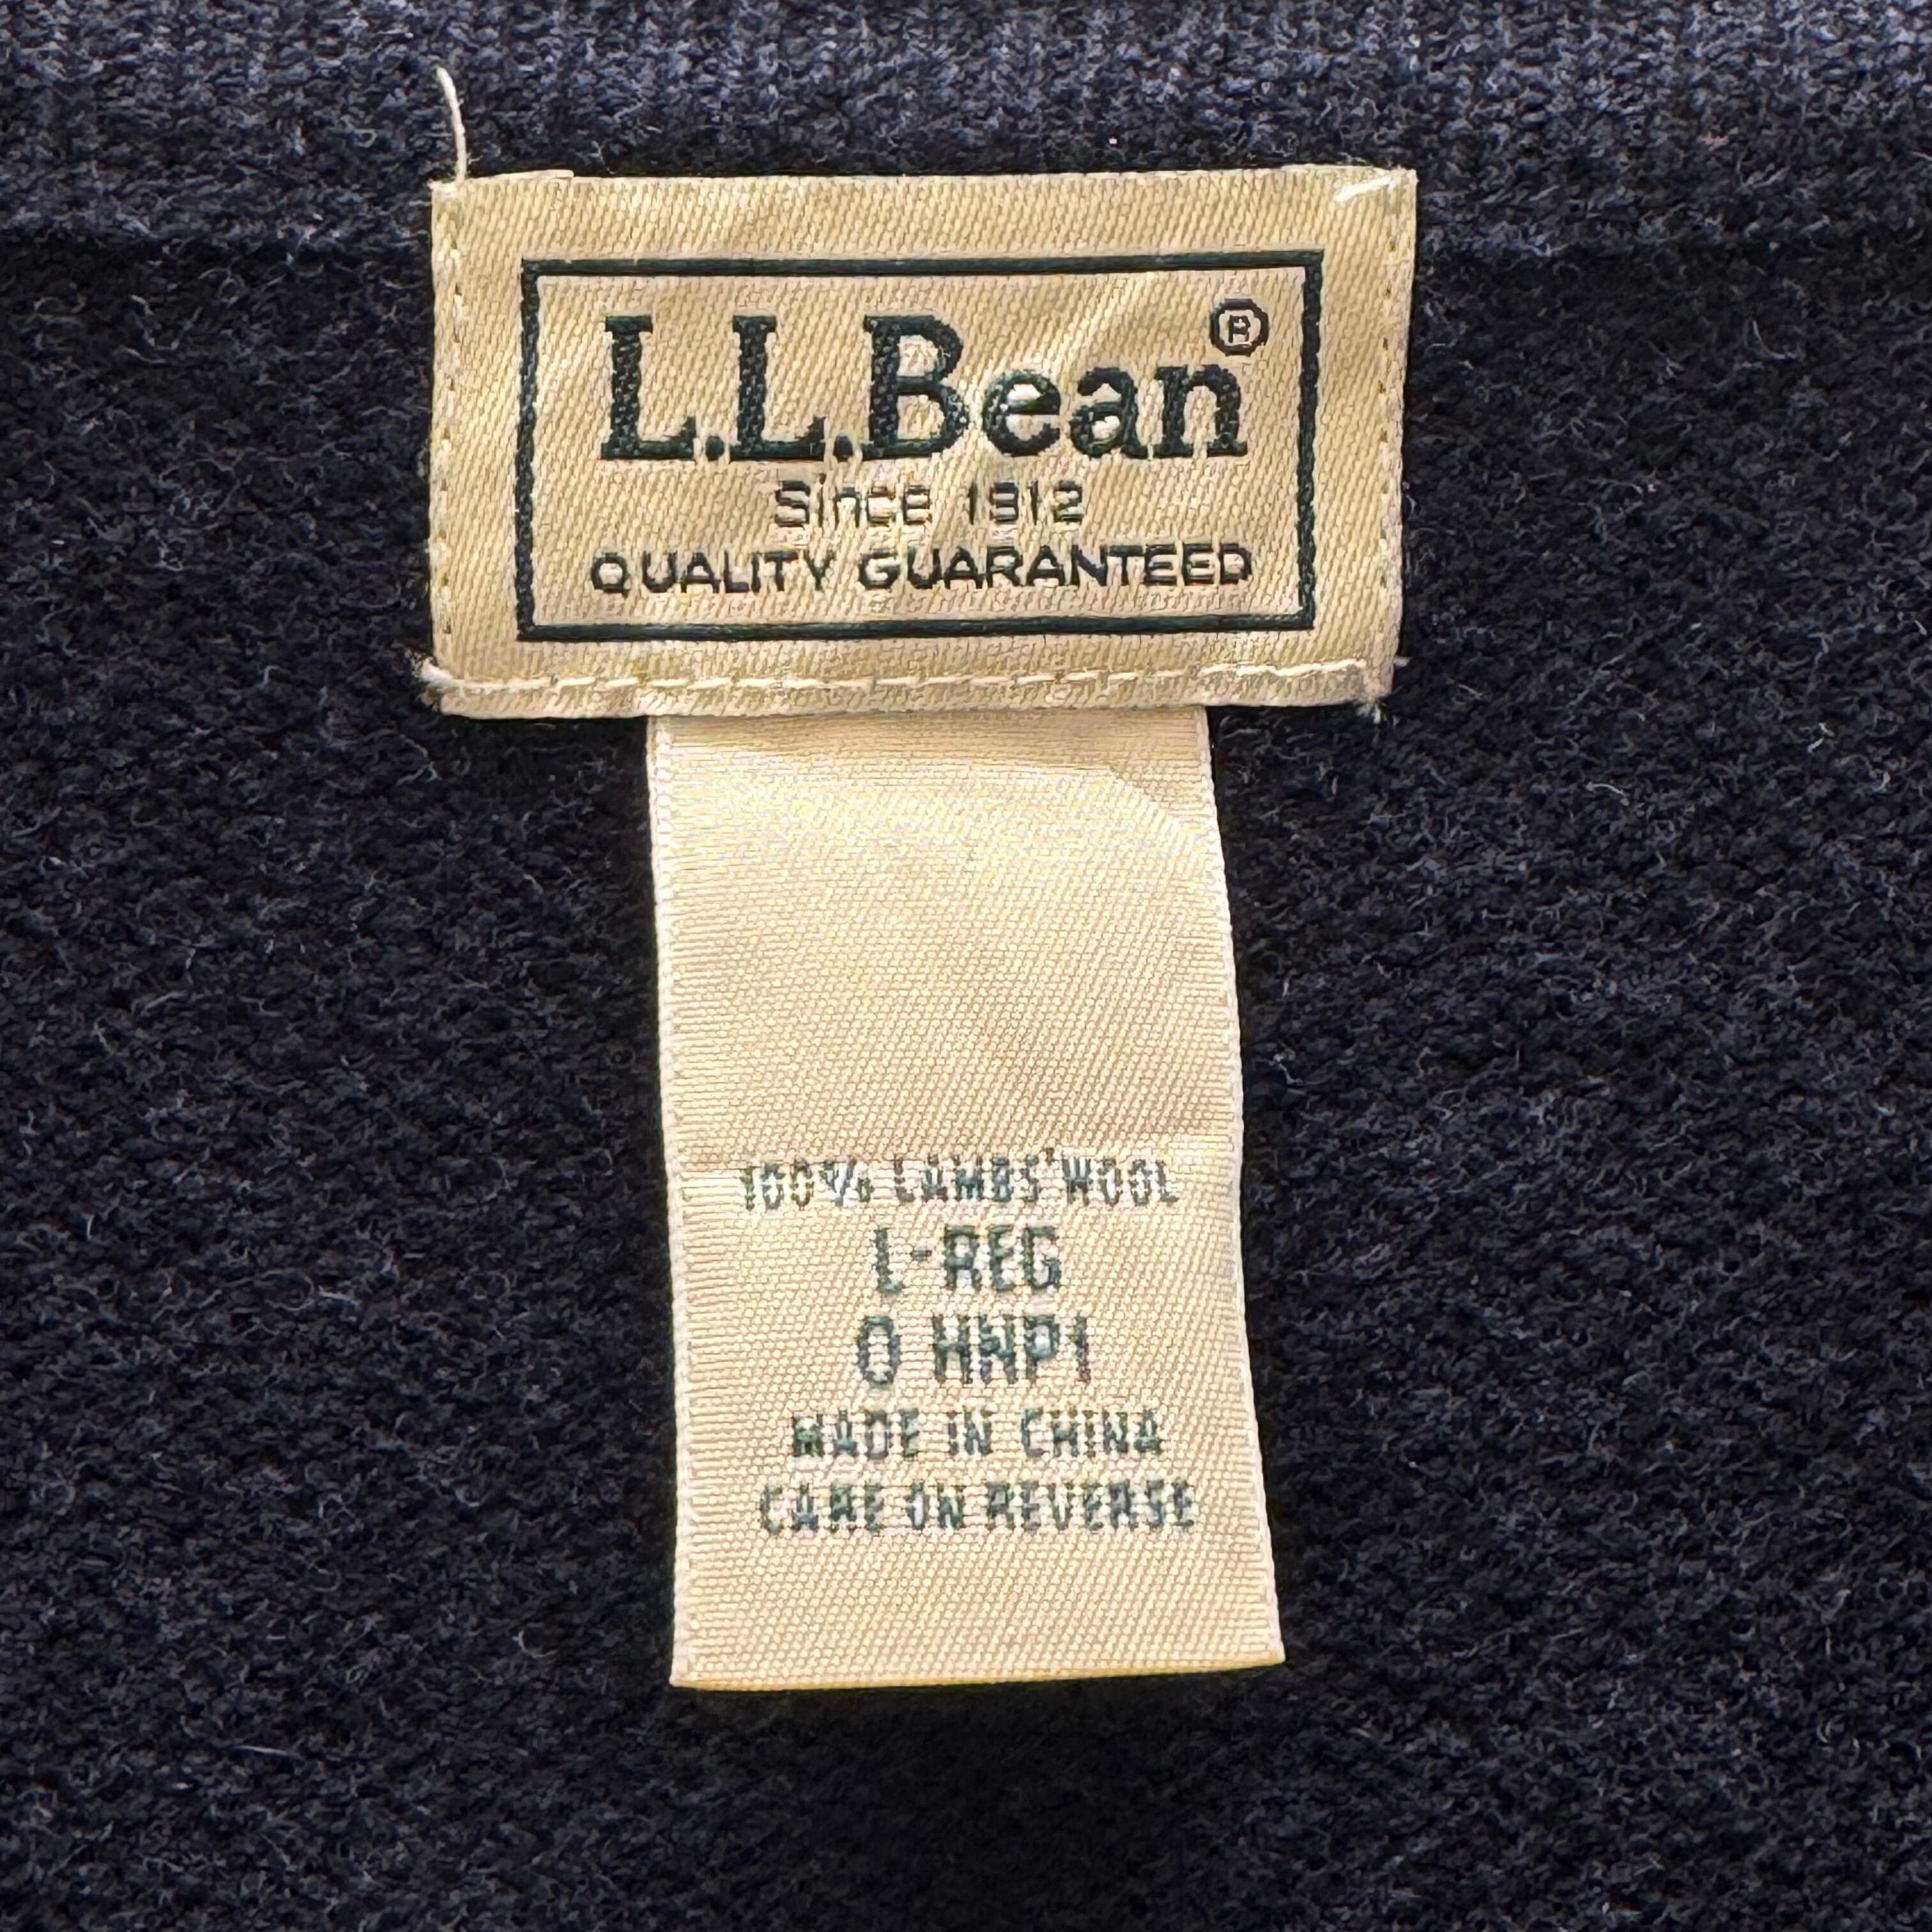 L.L.Bean®
Since 1912
QUALITY GUARANTEED
100% LAMBS' WOOL
L-REG
0 HNP1
MADE IN CHINA
CARE ON REVERSE